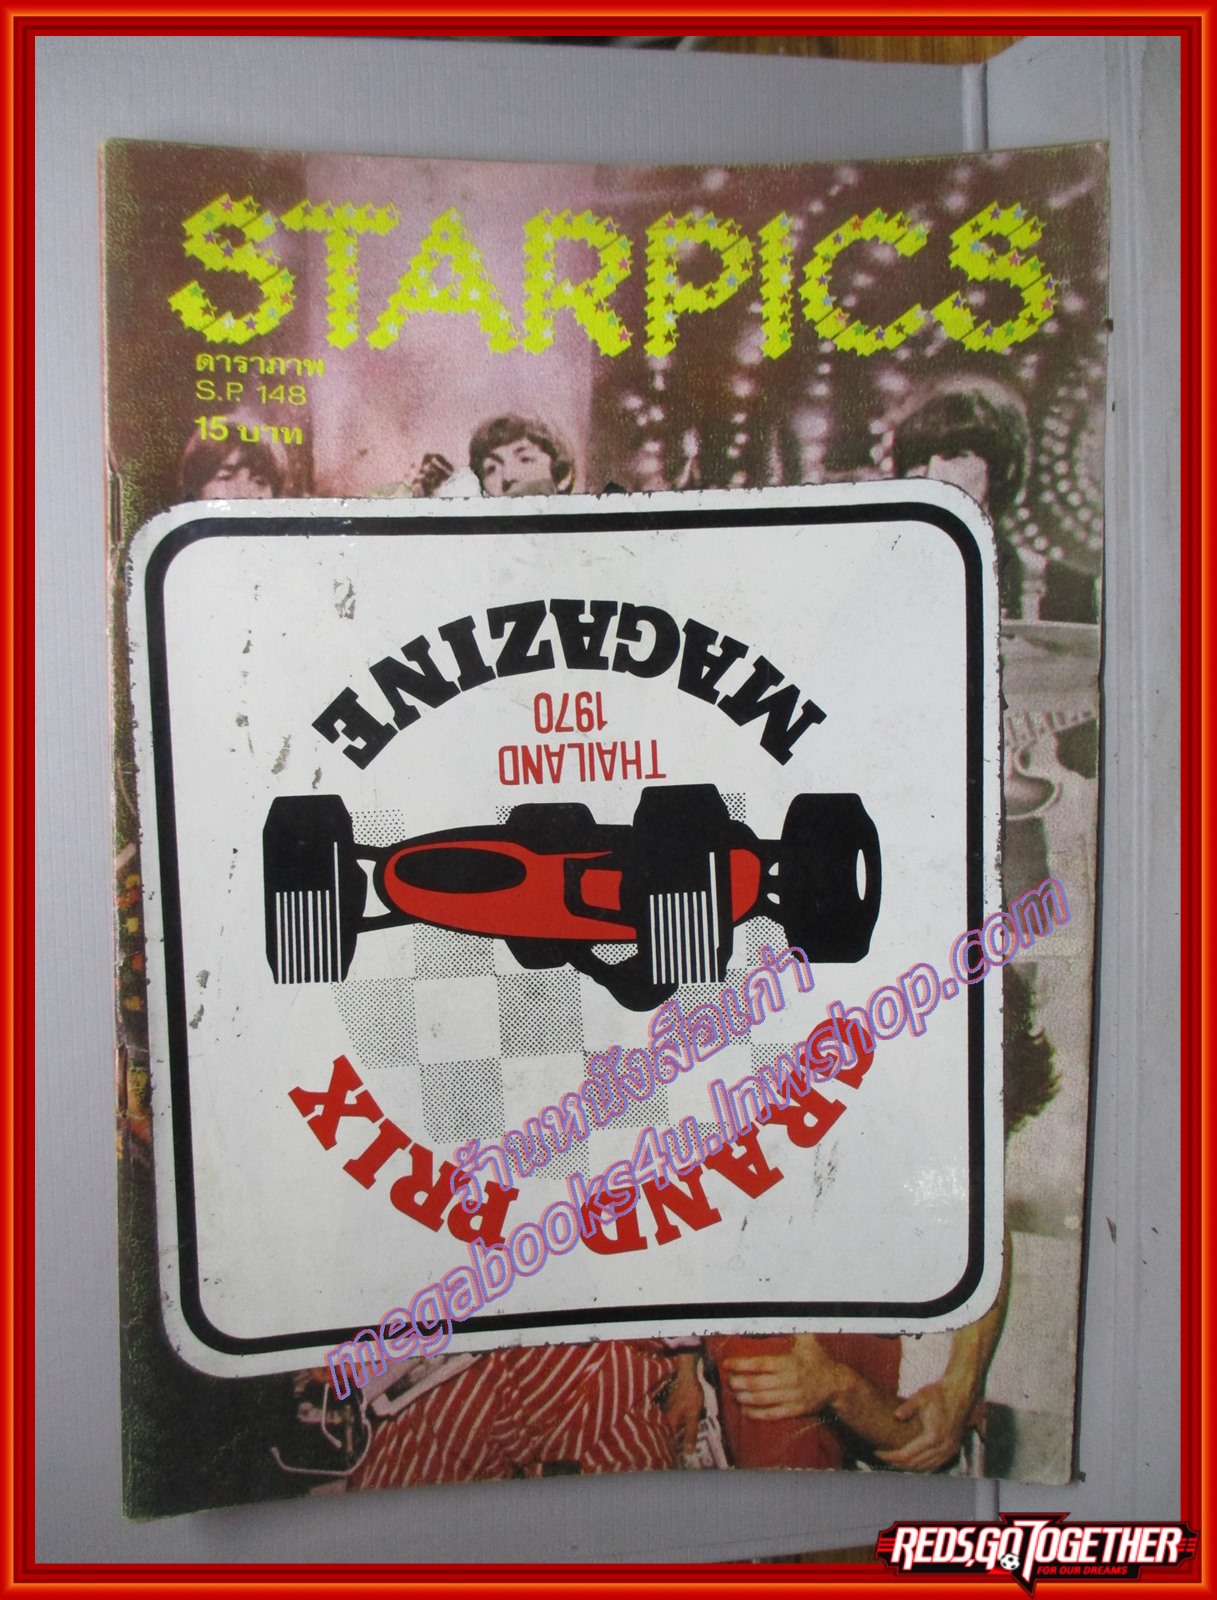 STARPICS
ดาราภาพ
S.P. 148
15 บาท
GRAND PRIX
THAILAND
1970
MAGAZINE
ร้านหนังสือเก่า
megabooks4u.lnwshop.com
REDS,GO TOGETHER
FOR OUR DREAMS